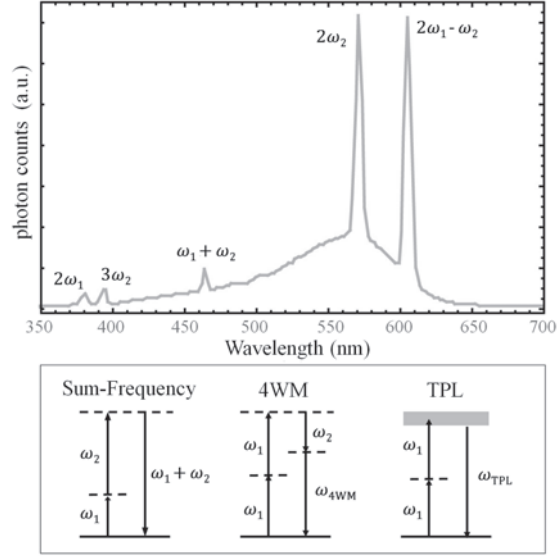 photon counts (a.u.)
2ω₂
2ω₁ - ω₂
ω₁ + ω₂
2ω₁
3ω₂
350 400 450 500 550 600 650 700
Wavelength (nm)
Sum-Frequency 4WM TPL
ω₂
ω₁
ω₁ + ω₂
ω₁
ω₁
ω₂
ω₄WM
ω₁
ω₁
ωTPL